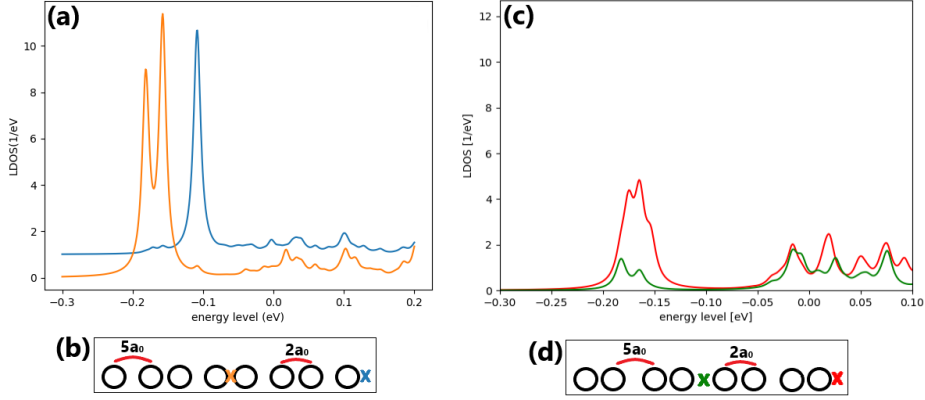 (a)
LDOS(1/eV
10
8
6
4
2
0
−0.3 −0.2 −0.1 0.0 0.1 0.2
energy level (eV)
(b)
5a₀ 2a₀
X X
(c)
LDOS [1/eV]
12
10
8
6
4
2
0
−0.30 −0.25 −0.20 −0.15 −0.10 −0.05 0.00 0.05 0.10
energy level [eV]
(d)
5a₀ 2a₀
X X